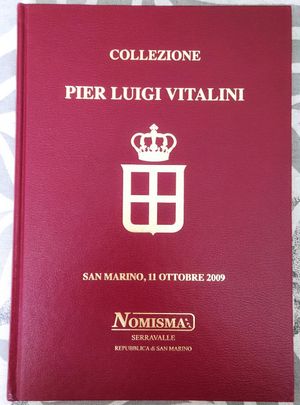 COLLEZIONE
PIER LUIGI VITALINI
SAN MARINO, 11 OTTOBRE 2009
NOMISMA
SERRAVALLE
REPUBBLICA di SAN MARINO